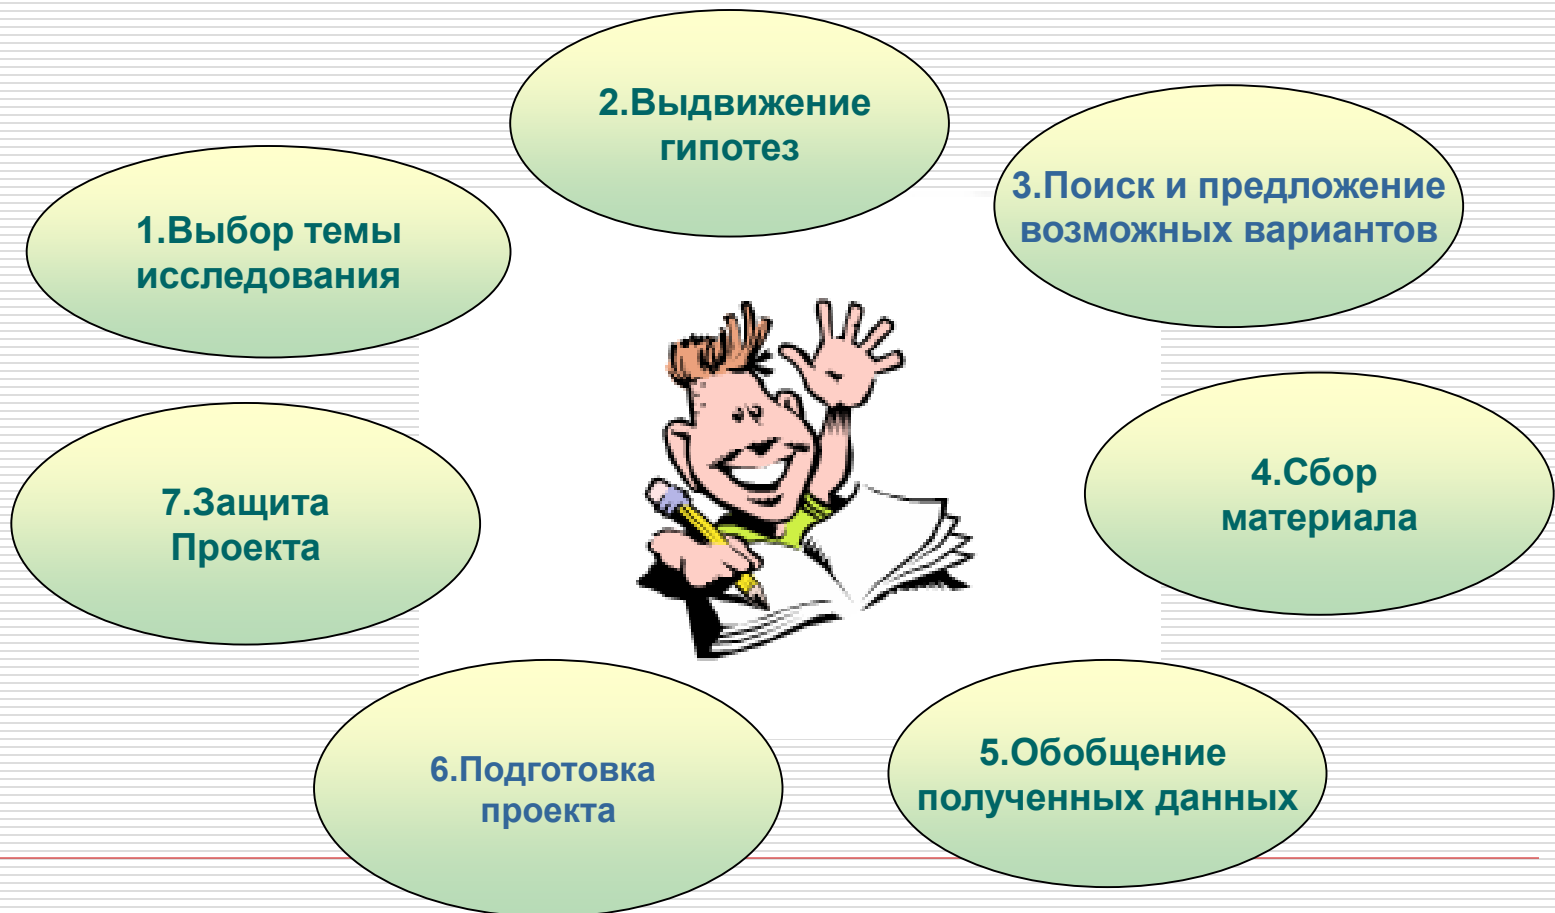 1.Выбор темы
исследования
2.Выдвижение
гипотез
3.Поиск и предложение
возможных вариантов
4.Сбор
материала
5.Обобщение
полученных данных
6.Подготовка
проекта
7.Защита
Проекта